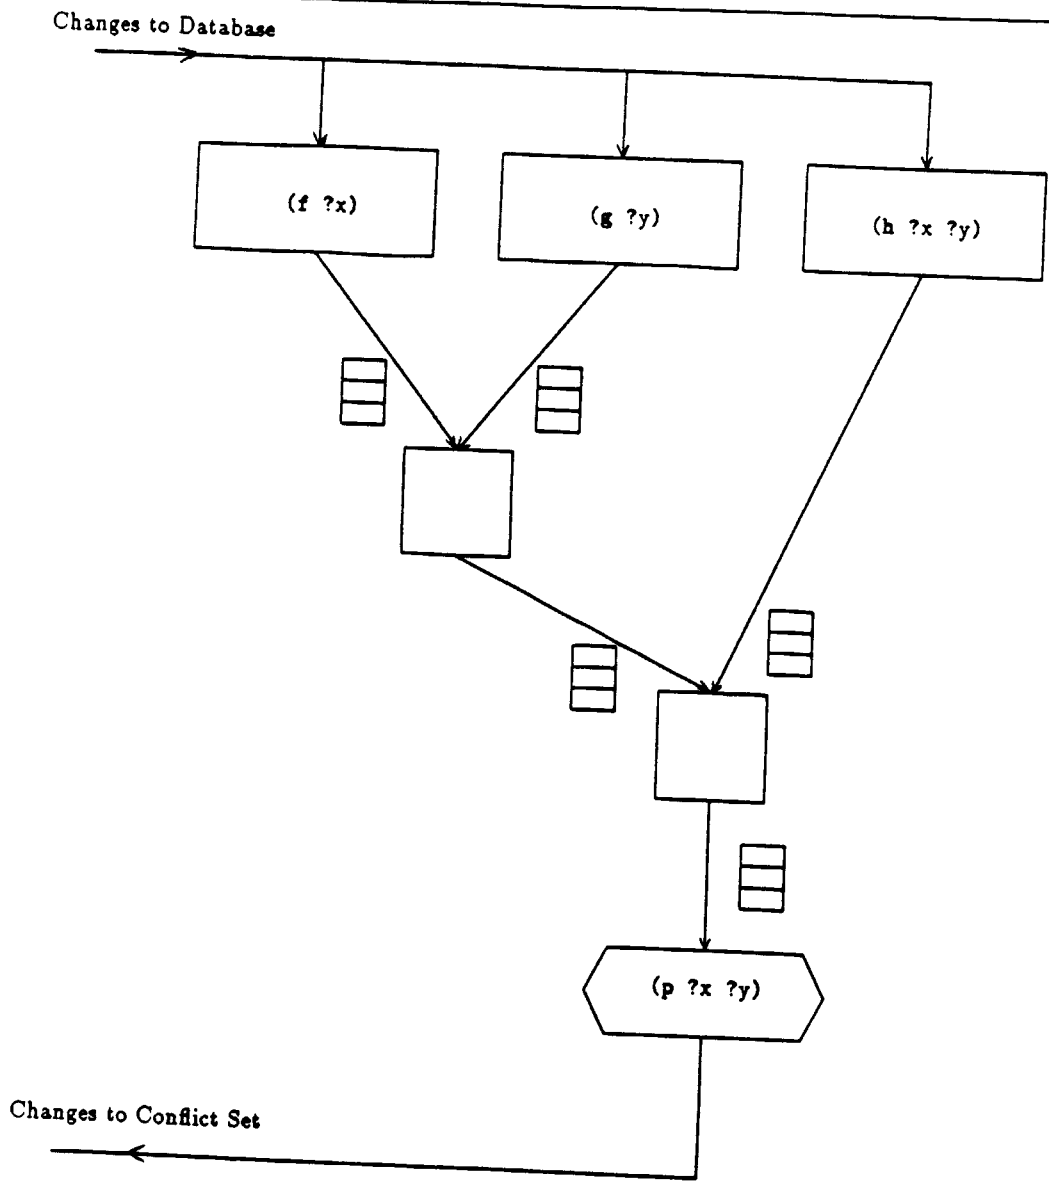 Changes to Database
(f ?x)
(g ?y)
(h ?x ?y)
(p ?x ?y)
Changes to Conflict Set